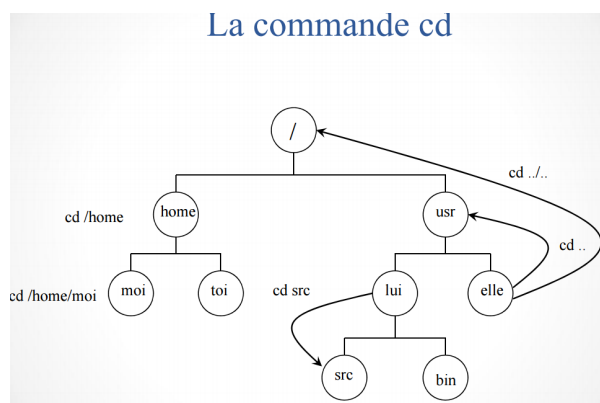 La commande cd
/
cd ../..
cd /home
home
usr
cd ..
cd /home/moi
moi
toi
cd src
lui
elle
src
bin